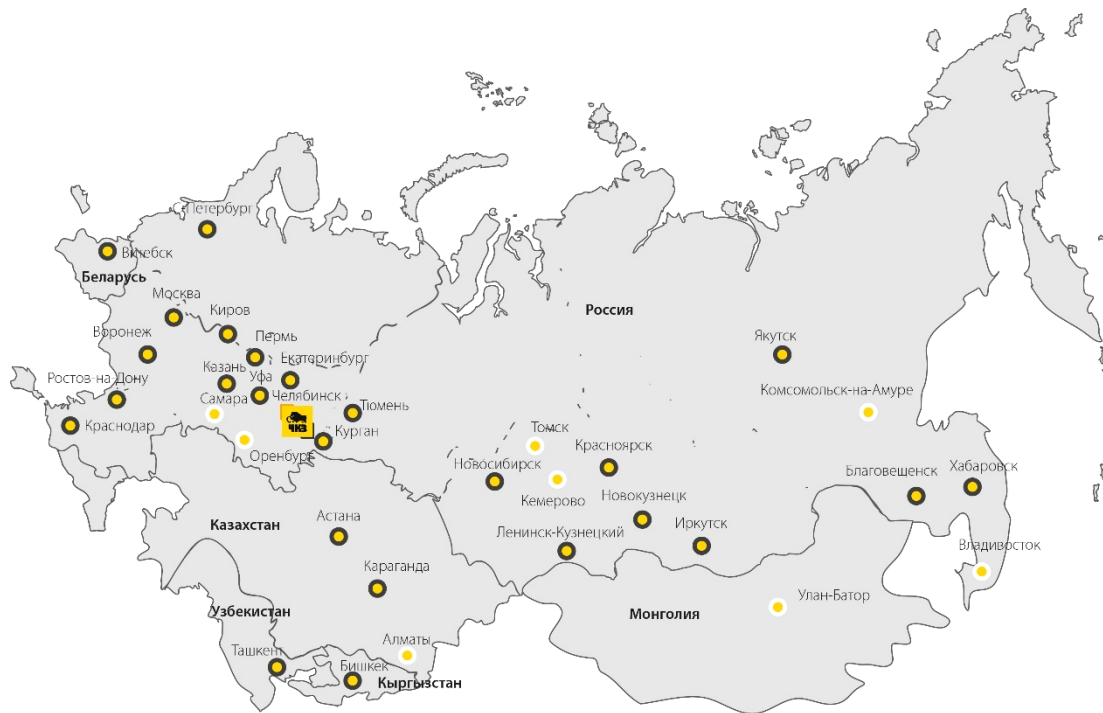 С-Петербург
Витебск
Беларусь
Москва
Киров
Россия
Воронеж
Пермь
Якутск
Екатеринбург
Казань
Уфа
Ростов-на-Дону
Комсомольск-на-Амуре
Самара
Челябинск
Тюмень
ЧКЗ
Краснодар
Курган
Томск
Оренбург
Красноярск
Новосибирск
Благовещенск
Хабаровск
Кемерово
Новокузнецк
Казахстан
Астана
Ленинск-Кузнецкий
Иркутск
Владивосток
Караганда
Улан-Батор
Узбекистан
Монголия
Алматы
Ташкент
Бишкек
Кыргызстан